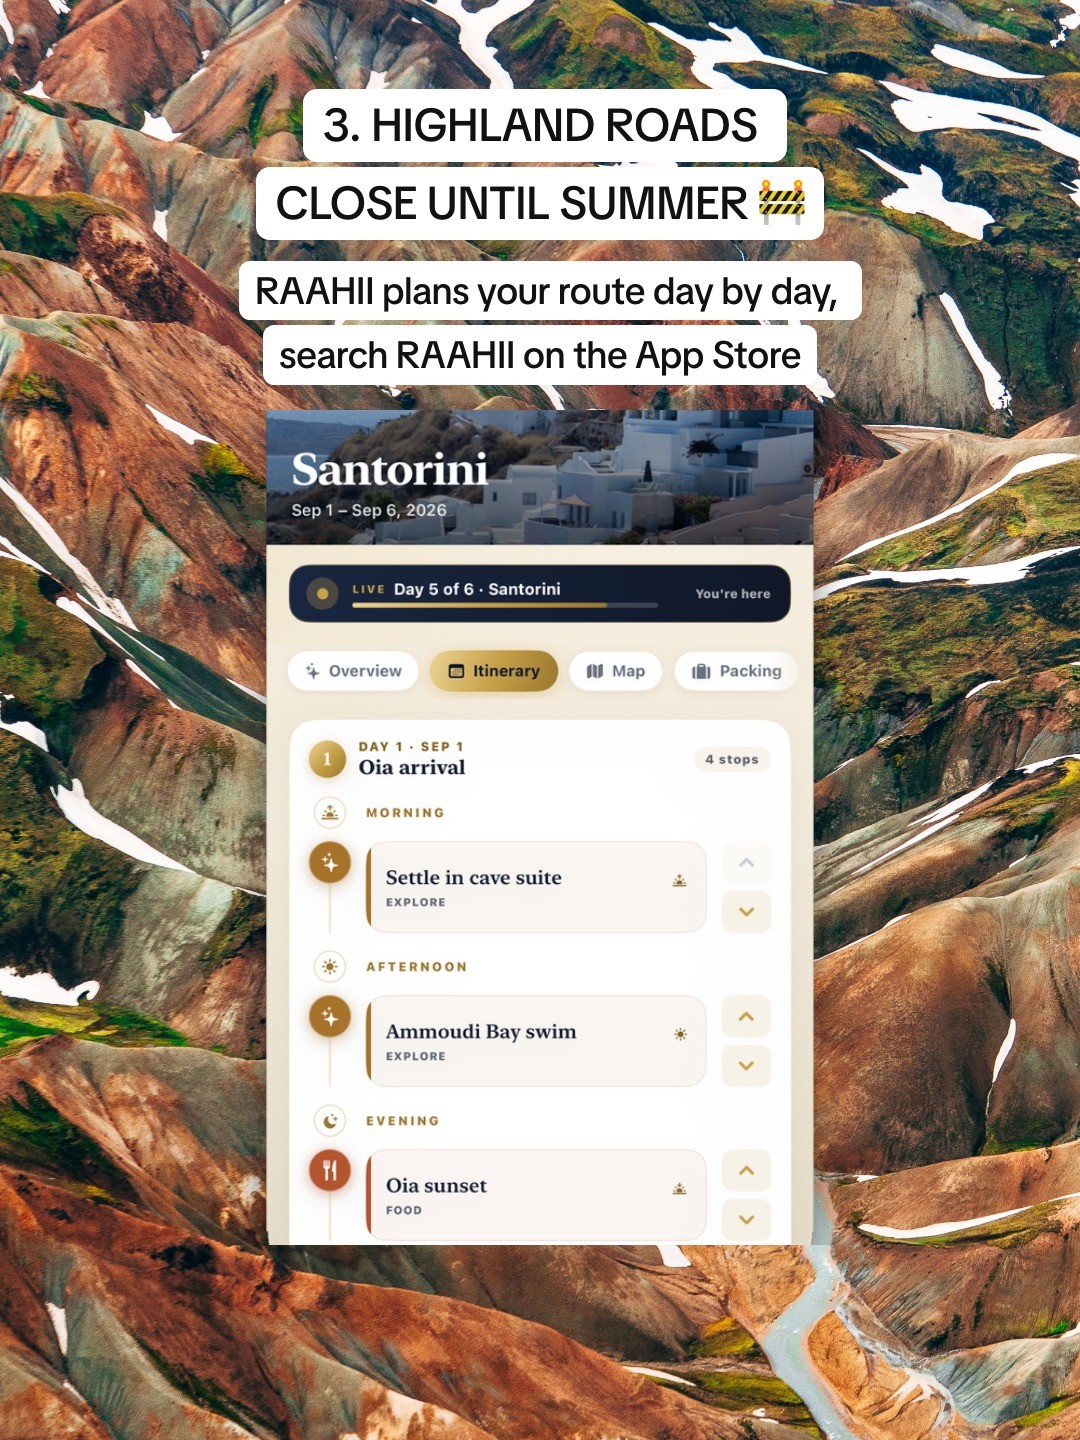 3. HIGHLAND ROADS
CLOSE UNTIL SUMMER 🚧
RAAHII plans your route day by day,
search RAAHII on the App Store
Santorini
Sep 1 – Sep 6, 2026
LIVE Day 5 of 6 · Santorini You're here
Overview Itinerary Map Packing
1 DAY 1 · SEP 1
Oia arrival 4 stops
MORNING
Settle in cave suite
EXPLORE
AFTERNOON
Ammoudi Bay swim
EXPLORE
EVENING
Oia sunset
FOOD